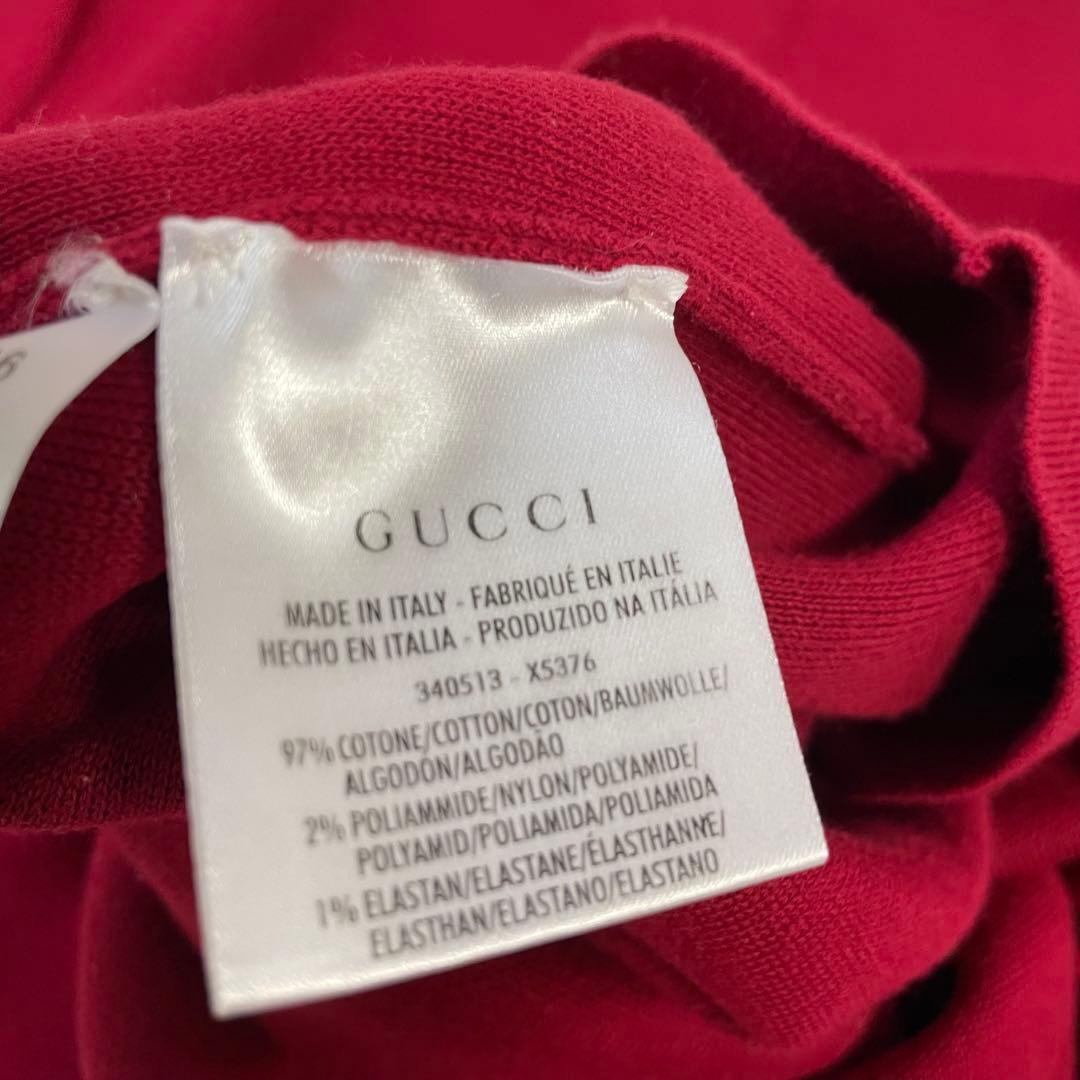 GUCCI
MADE IN ITALY - FABRIQUÉ EN ITALIE
HECHO EN ITALIA - PRODUZIDO NA ITÁLIA
340513 - X5376
97% COTONE/COTTON/COTON/BAUMWOLLE/
ALGODON/ALGODÃO
2% POLIAMMIDE/NYLON/POLYAMIDE/
POLYAMID/POLIAMIDA/POLIAMIDA
1% ELASTAN/ELASTANE/ÉLASTHANNE/
ELASTHAN/ELASTANO/ELASTANO